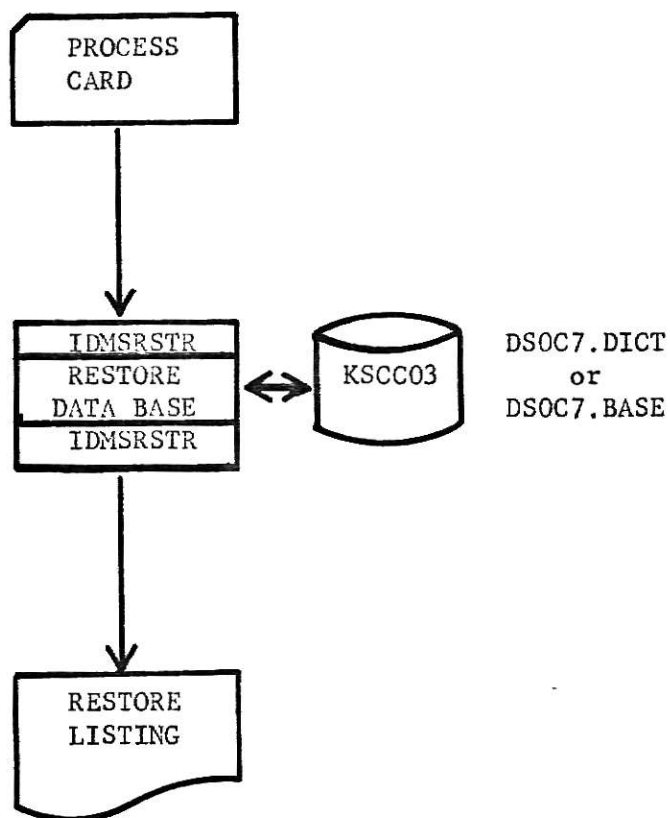 PROCESS
CARD
IDMSRSTR
RESTORE
DATA BASE
IDMSRSTR
KSCC03
DSOC7.DICT
or
DSOC7.BASE
RESTORE
LISTING